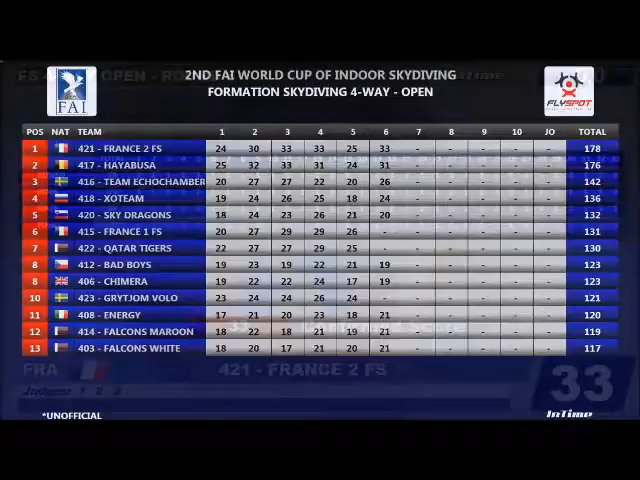 2ND FAI WORLD CUP OF INDOOR SKYDIVING
FORMATION SKYDIVING 4-WAY - OPEN
FAI
FLYSPOT
POS NAT TEAM 1 2 3 4 5 6 7 8 9 10 JO TOTAL
1 421 - FRANCE 2 FS 24 30 33 33 25 33 - - - - - 178
2 417 - HAYABUSA 25 32 33 31 24 31 - - - - - 176
3 416 - TEAM ECHOCHAMBER 20 27 27 22 20 26 - - - - - 142
4 418 - XOTEAM 19 24 26 25 18 24 - - - - - 136
5 420 - SKY DRAGONS 18 24 23 26 21 20 - - - - - 132
6 415 - FRANCE 1 FS 20 27 29 29 26 - - - - - - 131
7 422 - QATAR TIGERS 22 27 27 29 25 - - - - - - 130
8 412 - BAD BOYS 19 23 19 22 21 19 - - - - - 123
8 406 - CHIMERA 19 22 22 24 17 19 - - - - - 123
10 423 - GRYTJOM VOLO 23 24 24 26 24 - - - - - - 121
11 408 - ENERGY 17 21 20 23 18 21 - - - - - 120
12 414 - FALCONS MAROON 18 22 18 21 19 21 - - - - - 119
13 403 - FALCONS WHITE 18 20 17 21 20 21 - - - - - 117
FRA 421 - FRANCE 2 FS 33
*UNOFFICIAL InTime